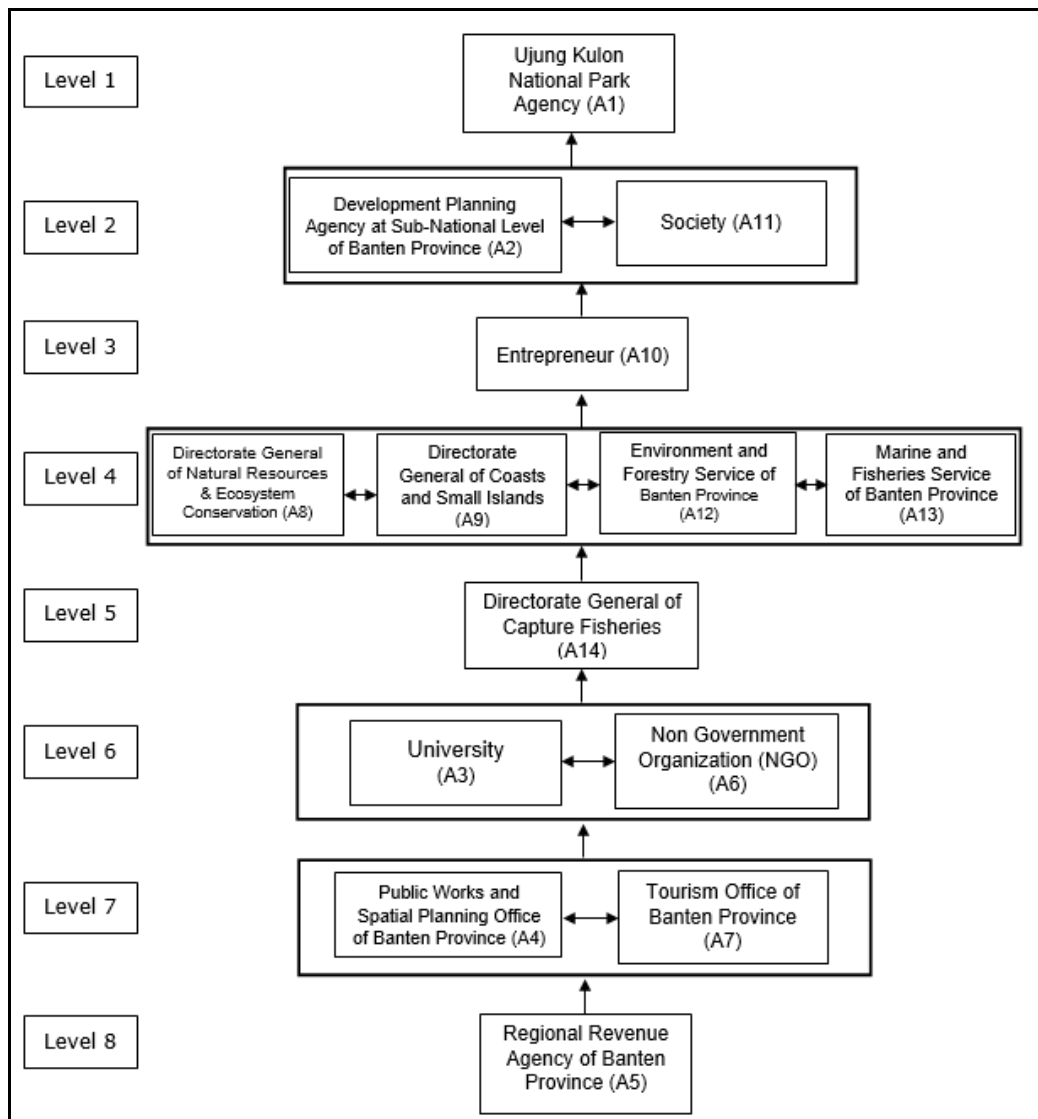 Level 1
Ujung Kulon
National Park
Agency (A1)
Level 2
Development Planning
Agency at Sub-National Level
of Banten Province (A2)
Society (A11)
Level 3
Entrepreneur (A10)
Level 4
Directorate General
of Natural Resources
& Ecosystem
Conservation (A8)
Directorate
General of Coasts
and Small Islands
(A9)
Environment and
Forestry Service of
Banten Province
(A12)
Marine and
Fisheries Service
of Banten Province
(A13)
Level 5
Directorate General of
Capture Fisheries
(A14)
Level 6
University
(A3)
Non Government
Organization (NGO)
(A6)
Level 7
Public Works and
Spatial Planning Office
of Banten Province (A4)
Tourism Office of
Banten Province
(A7)
Level 8
Regional Revenue
Agency of Banten
Province (A5)